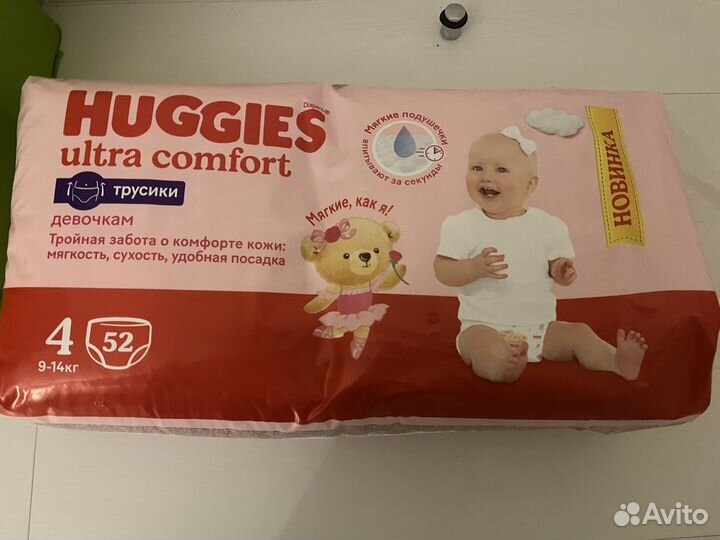 HUGGIES
Diapers
ultra comfort
трусики
девочкам
Тройная забота о комфорте кожи:
мягкость, сухость, удобная посадка
4
52
9-14кг
Мягкие, как я!
Мягкие подушечки
впитывают за секунды
НОВИНКА
Avito